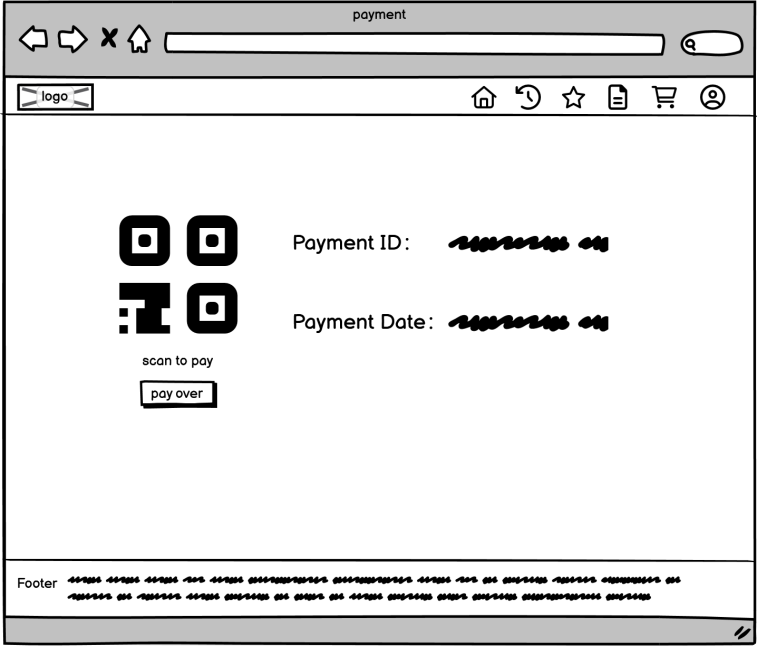 payment
logo
Payment ID:
Payment Date:
scan to pay
pay over
Footer